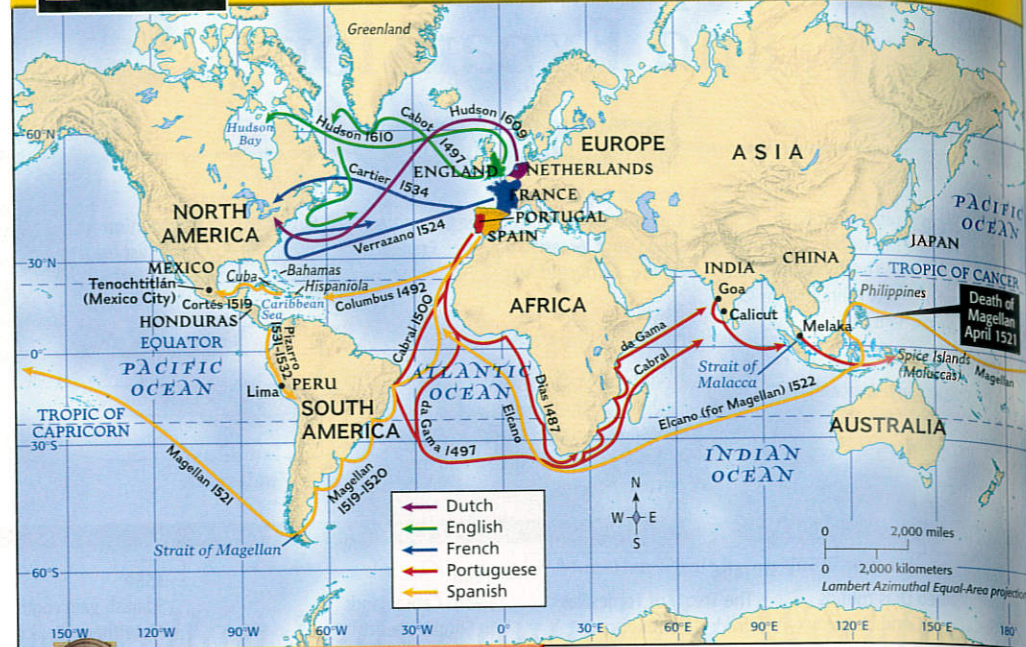 Greenland
60°N
Hudson
Bay
Hudson 1610
Cabot
1497
Hudson 1609
EUROPE
ENGLAND
NETHERLANDS
ASIA
Cartier 1534
FRANCE
NORTH
AMERICA
PORTUGAL
SPAIN
Verrazano 1524
PACIFIC
OCEAN
JAPAN
30°N
MEXICO
Tenochtitlán
(Mexico City)
Cuba
Bahamas
Hispaniola
INDIA
CHINA
TROPIC OF CANCER
Goa
Philippines
Cortés 1519
Caribbean
Sea
Columbus 1492
AFRICA
Calicut
Melaka
Death of
Magellan
April 1521
HONDURAS
EQUATOR
Pizarro
1531–1532
Cabral 1500
da Gama
Cabral
0°
PACIFIC
OCEAN
ATLANTIC
OCEAN
Strait of
Malacca
Spice Islands
(Moluccas)
Magellan
Lima
PERU
SOUTH
AMERICA
Dias 1487
Elcano
Elcano (for Magellan) 1522
TROPIC OF
CAPRICORN
da Gama 1497
AUSTRALIA
30°S
INDIAN
OCEAN
Magellan 1521
Magellan
1519–1520
Strait of Magellan
Dutch
English
French
Portuguese
Spanish
N
W E
S
0 2,000 miles
0 2,000 kilometers
Lambert Azimuthal Equal-Area
60°S
150°W 120°W 90°W 60°W 30°W 0° 30°E 60°E 90°E 120°E 150°E 180°